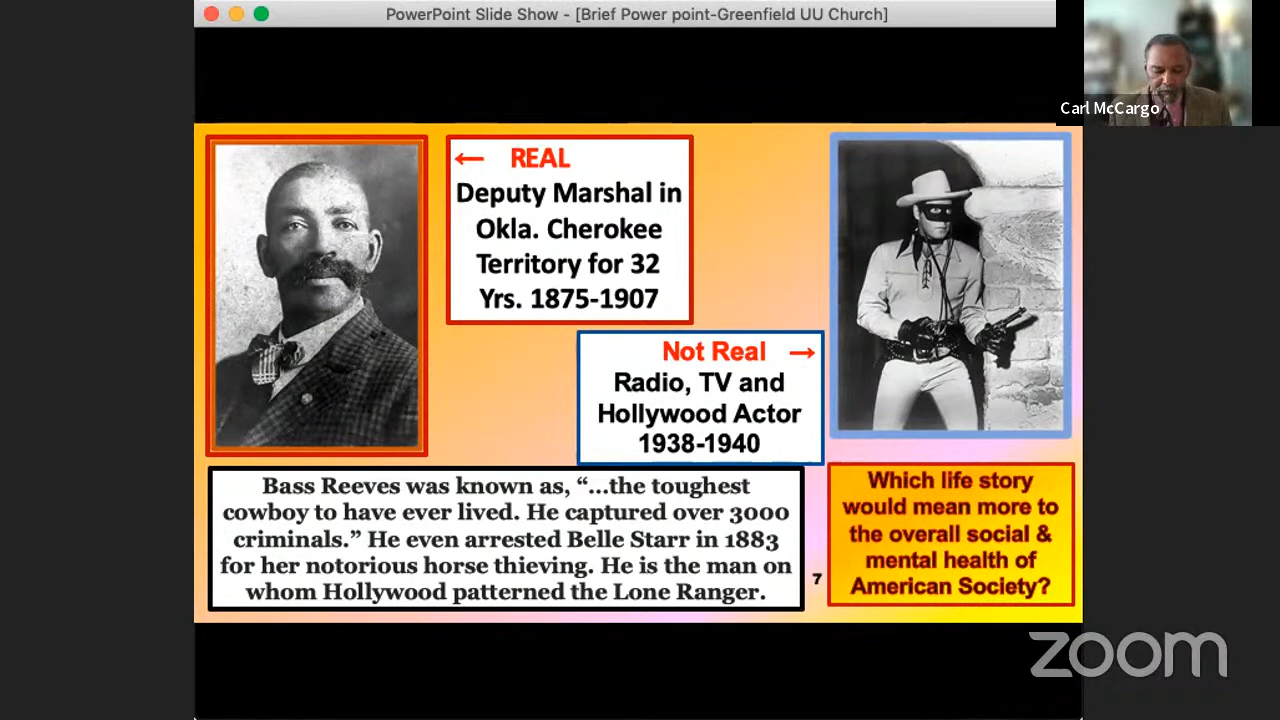 PowerPoint Slide Show - [Brief Power point-Greenfield UU Church]
Carl McCargo
← REAL
Deputy Marshal in
Okla. Cherokee
Territory for 32
Yrs. 1875-1907
Not Real →
Radio, TV and
Hollywood Actor
1938-1940
Bass Reeves was known as, “...the toughest
cowboy to have ever lived. He captured over 3000
criminals.” He even arrested Belle Starr in 1883
for her notorious horse thieving. He is the man on
whom Hollywood patterned the Lone Ranger.
7
Which life story
would mean more to
the overall social &
mental health of
American Society?
zoom